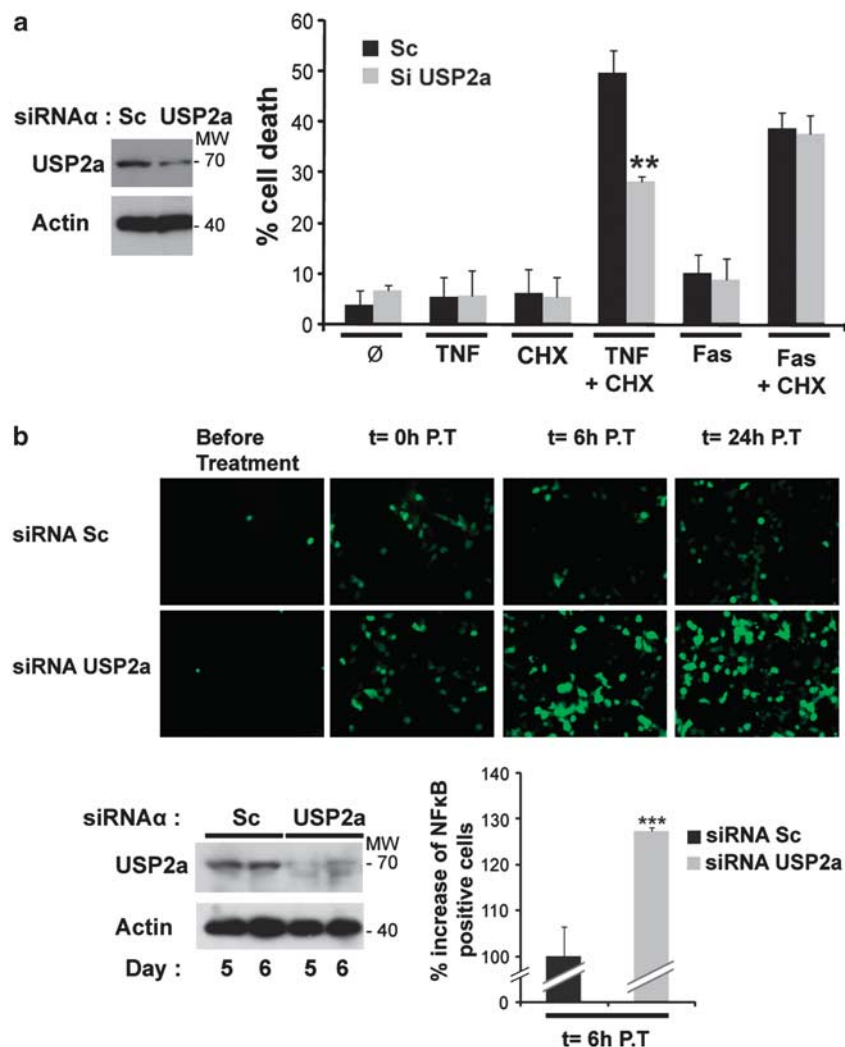 a
siRNAα : Sc USP2a
MW
USP2a
- 70
Actin
- 40
% cell death
60
50
40
30
20
10
0
Sc
Si USP2a
**
Ø
TNF
CHX
TNF
+ CHX
Fas
Fas
+ CHX
b
Before
Treatment
t= 0h P.T
t= 6h P.T
t= 24h P.T
siRNA Sc
siRNA USP2a
siRNAα :
Sc
USP2a
MW
USP2a
- 70
Actin
- 40
Day :
5 6 5 6
% increase of NFκB
positive cells
140
130
120
110
100
0
***
siRNA Sc
siRNA USP2a
t= 6h P.T